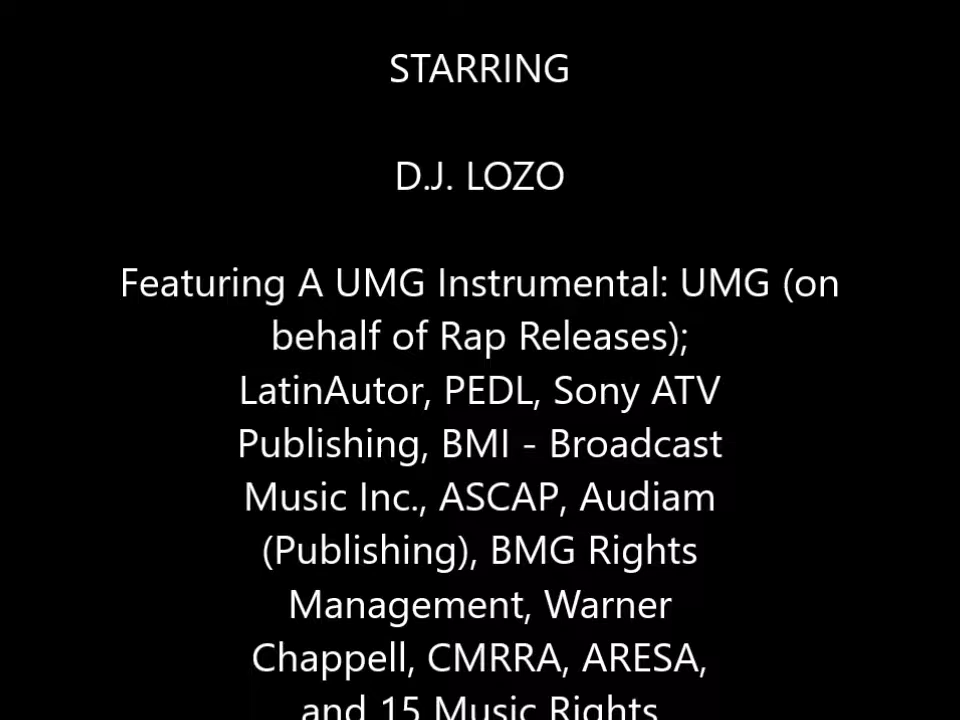 STARRING
D.J. LOZO
Featuring A UMG Instrumental: UMG (on
behalf of Rap Releases);
LatinAutor, PEDL, Sony ATV
Publishing, BMI - Broadcast
Music Inc., ASCAP, Audiam
(Publishing), BMG Rights
Management, Warner
Chappell, CMRRA, ARESA,
and 15 Music Rights